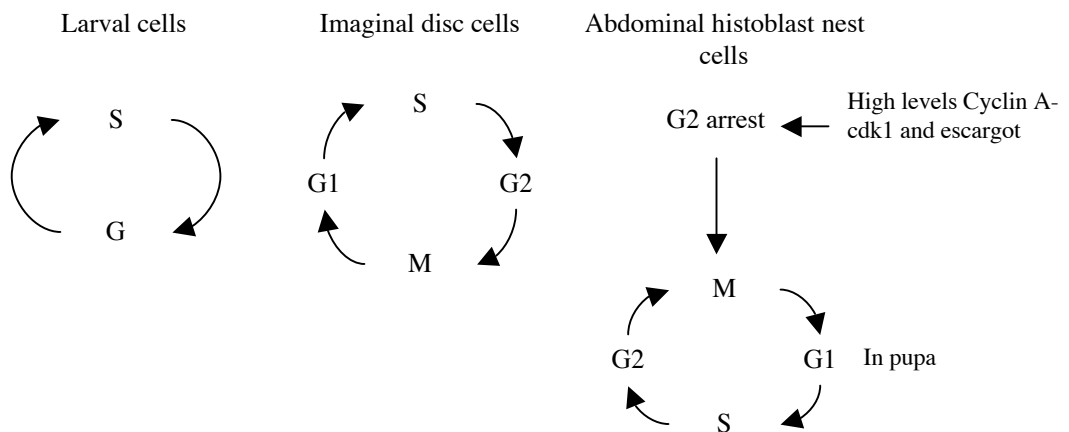 Larval cells
S
G
Imaginal disc cells
S
G1
G2
M
Abdominal histoblast nest
cells
G2 arrest
High levels Cyclin A-
cdk1 and escargot
M
G2
G1
In pupa
S